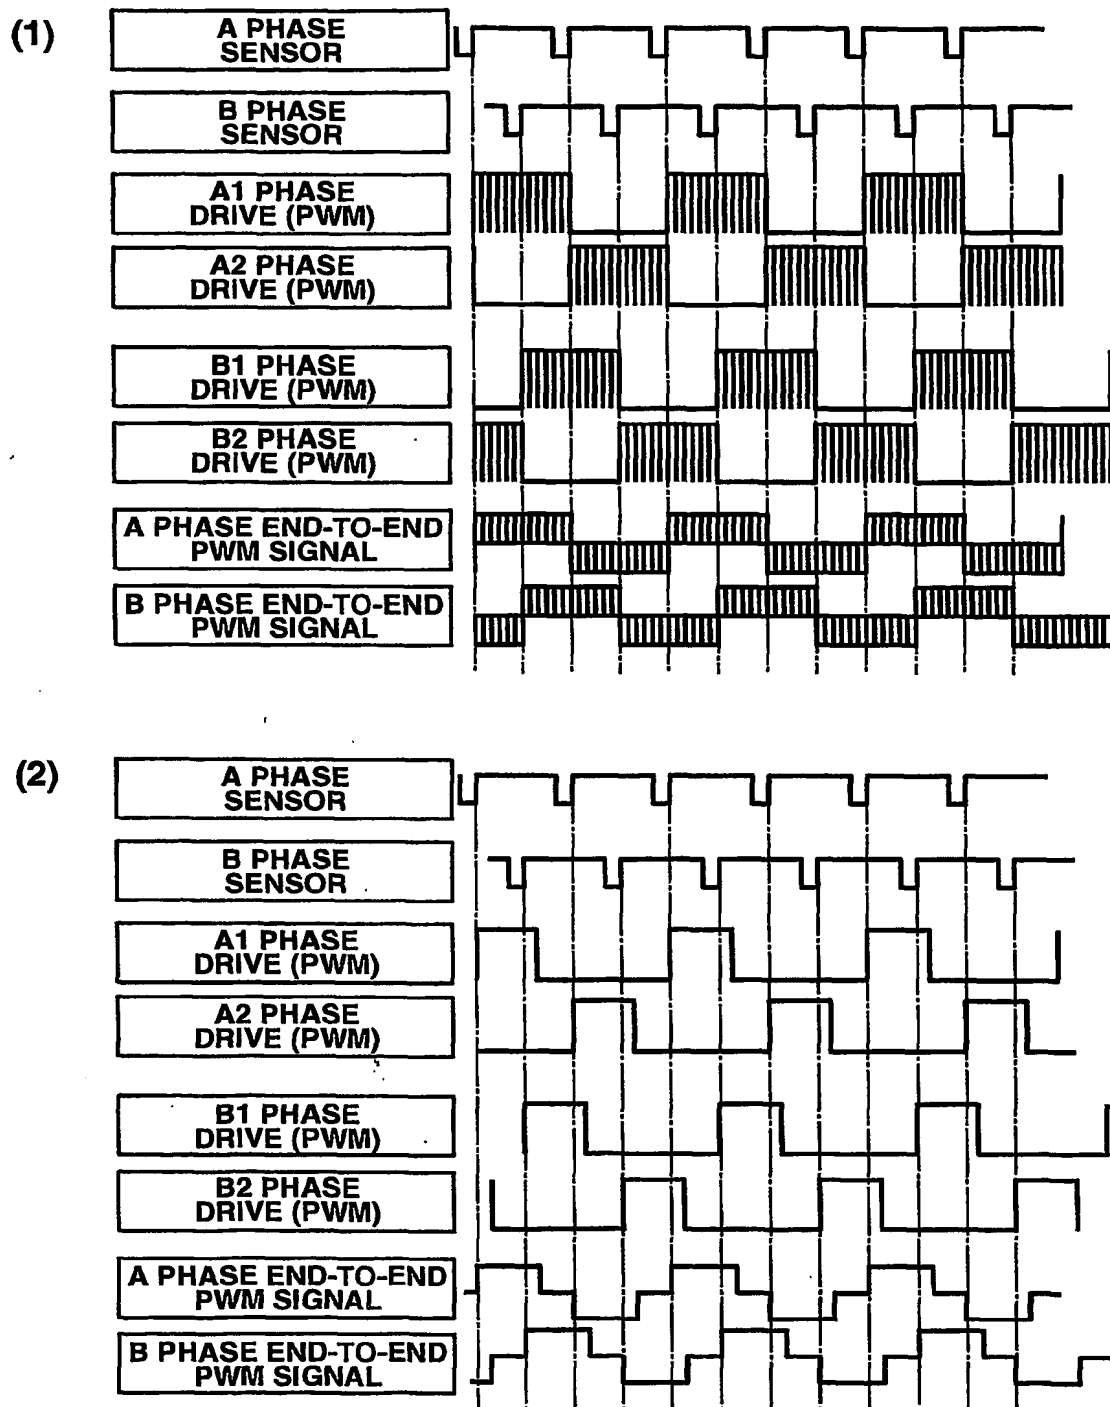 (1)
A PHASE
SENSOR
B PHASE
SENSOR
A1 PHASE
DRIVE (PWM)
A2 PHASE
DRIVE (PWM)
B1 PHASE
DRIVE (PWM)
B2 PHASE
DRIVE (PWM)
A PHASE END-TO-END
PWM SIGNAL
B PHASE END-TO-END
PWM SIGNAL
(2)
A PHASE
SENSOR
B PHASE
SENSOR
A1 PHASE
DRIVE (PWM)
A2 PHASE
DRIVE (PWM)
B1 PHASE
DRIVE (PWM)
B2 PHASE
DRIVE (PWM)
A PHASE END-TO-END
PWM SIGNAL
B PHASE END-TO-END
PWM SIGNAL